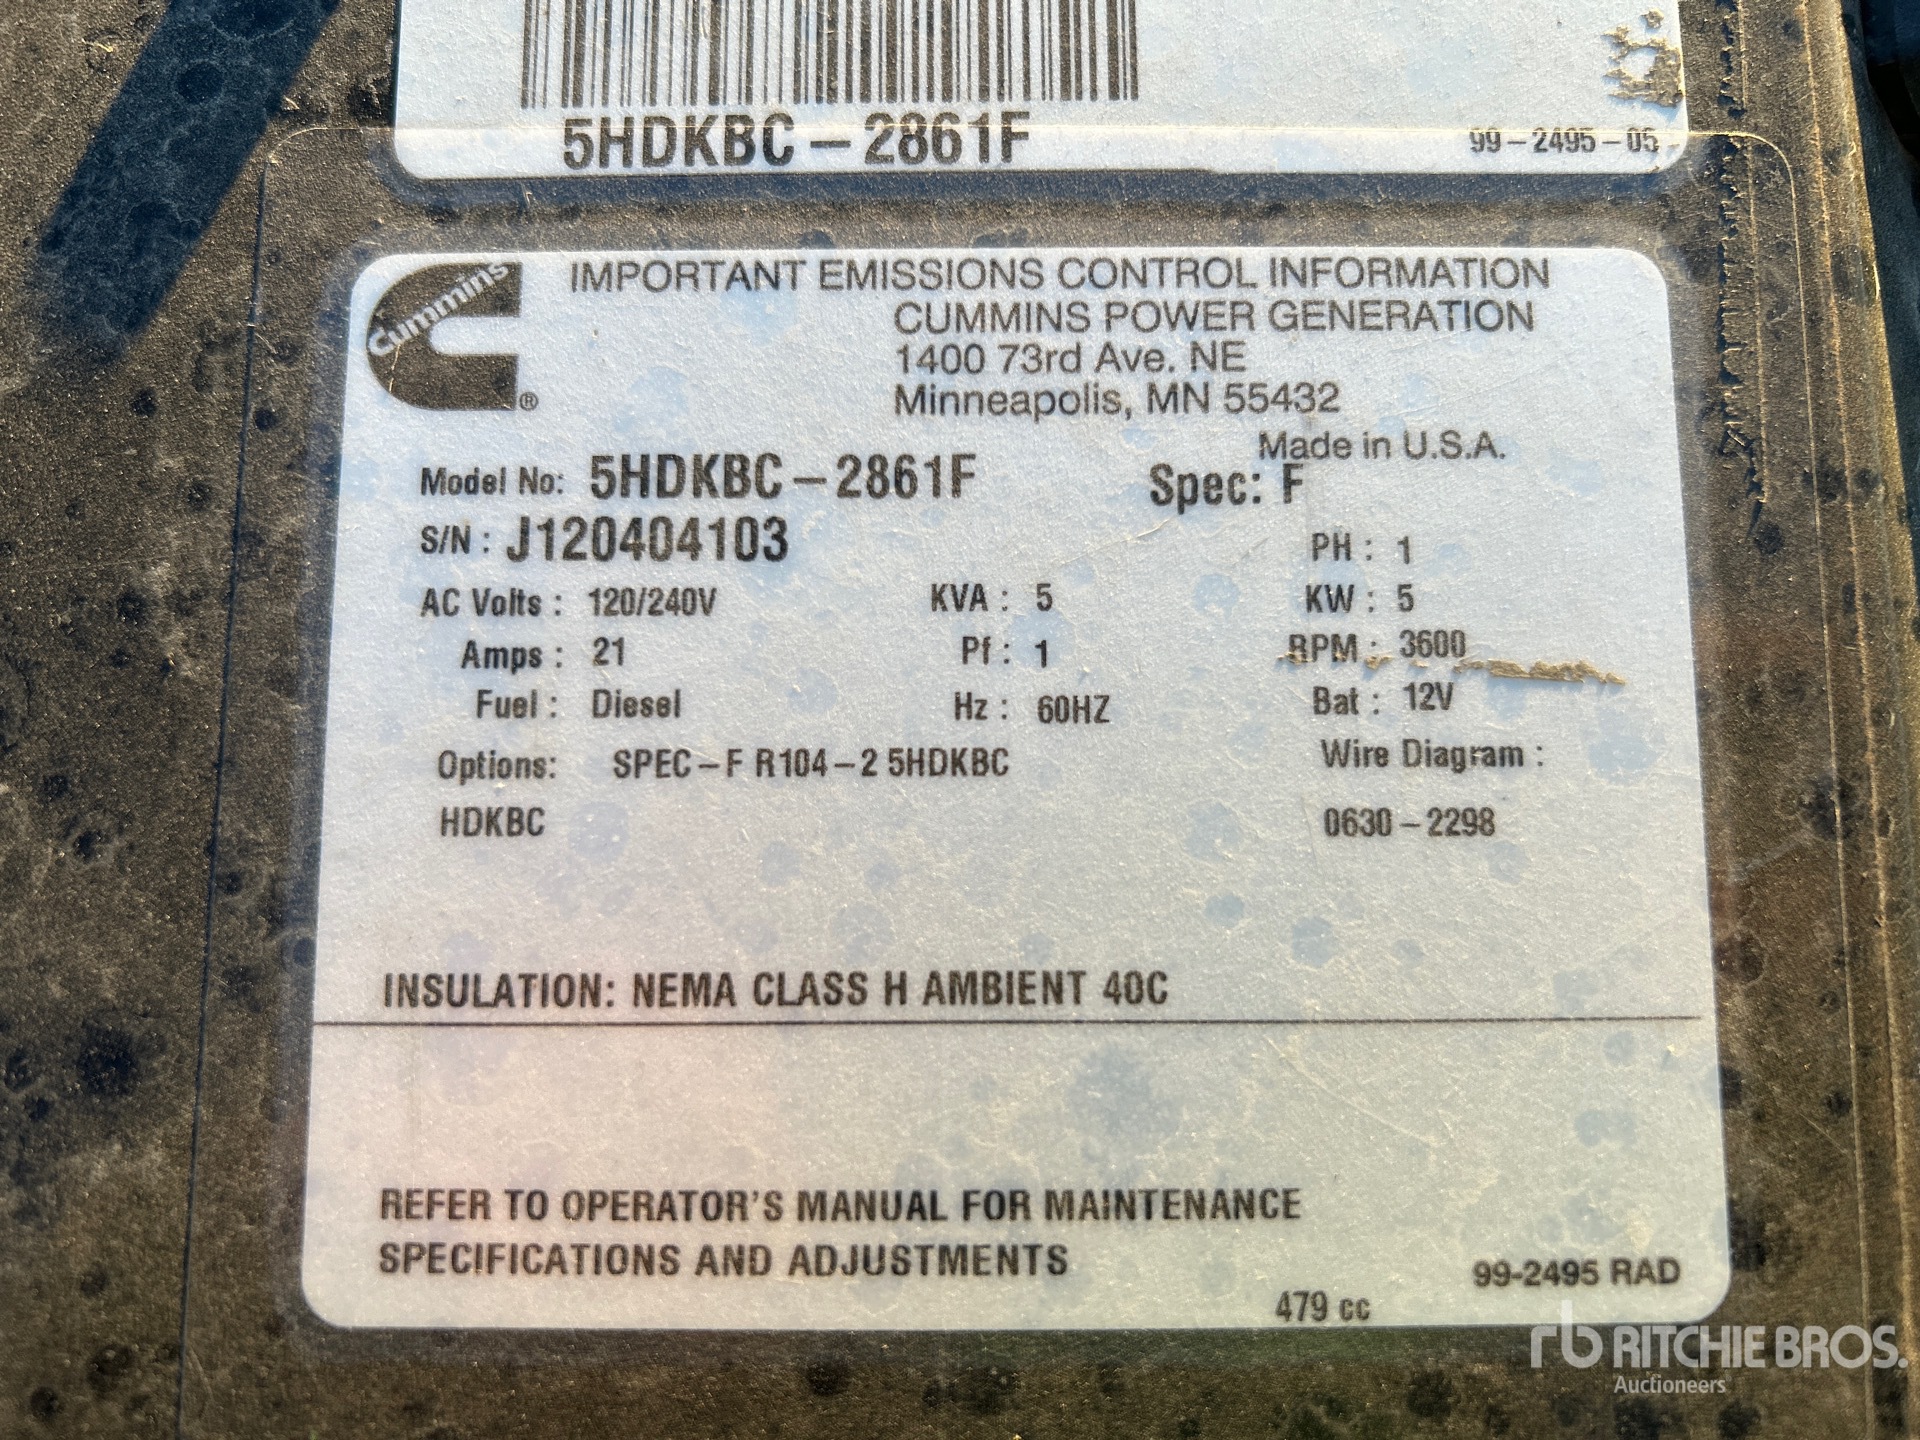 5HDKBC – 2861F
99 – 2495 – 05
Cummins ®
IMPORTANT EMISSIONS CONTROL INFORMATION
CUMMINS POWER GENERATION
1400 73rd Ave. NE
Minneapolis, MN 55432
Made in U.S.A.
Model No: 5HDKBC – 2861F Spec: F
S/N : J120404103 PH : 1
AC Volts : 120/240V KVA : 5 KW : 5
Amps : 21 Pf : 1 RPM : 3600
Fuel : Diesel Hz : 60HZ Bat : 12V
Options: SPEC – F R104 – 2 5HDKBC Wire Diagram :
HDKBC 0630 – 2298
INSULATION: NEMA CLASS H AMBIENT 40C
REFER TO OPERATOR'S MANUAL FOR MAINTENANCE
SPECIFICATIONS AND ADJUSTMENTS
99-2495 RAD
479 cc
rb RITCHIE BROS.
Auctioneers